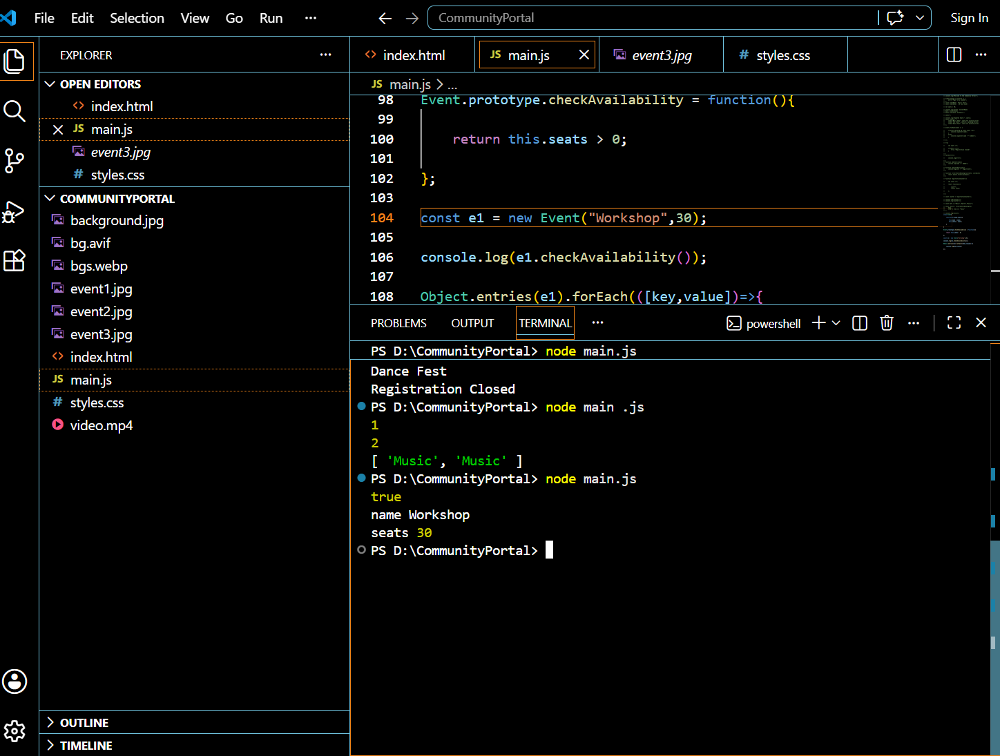 File Edit Selection View Go Run ··· CommunityPortal Sign In
EXPLORER ···
OPEN EDITORS
index.html
JS main.js
event3.jpg
# styles.css
COMMUNITYPORTAL
background.jpg
bg.avif
bgs.webp
event1.jpg
event2.jpg
event3.jpg
index.html
JS main.js
# styles.css
video.mp4
OUTLINE
TIMELINE
index.html JS main.js event3.jpg # styles.css ···
JS main.js > ...
98 Event.prototype.checkAvailability = function(){
99
100 return this.seats > 0;
101
102 };
103
104 const e1 = new Event("Workshop",30);
105
106 console.log(e1.checkAvailability());
107
108 Object.entries(e1).forEach(([key,value])=>{
PROBLEMS OUTPUT TERMINAL ··· powershell ···
PS D:\CommunityPortal> node main.js
Dance Fest
Registration Closed
PS D:\CommunityPortal> node main .js
1
2
[ 'Music', 'Music' ]
PS D:\CommunityPortal> node main.js
true
name Workshop
seats 30
PS D:\CommunityPortal>